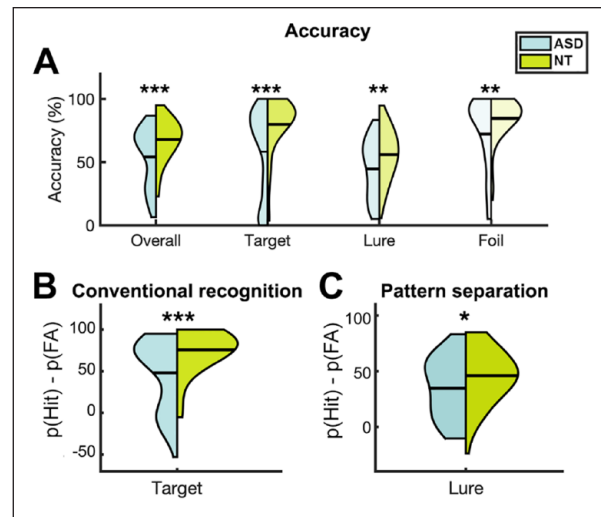 Accuracy
ASD
NT
A
*** *** ** **
Accuracy (%)
100
50
0
Overall Target Lure Foil
B Conventional recognition
***
p(Hit) - p(FA)
100
50
0
-50
Target
C Pattern separation
*
p(Hit) - p(FA)
100
50
0
Lure